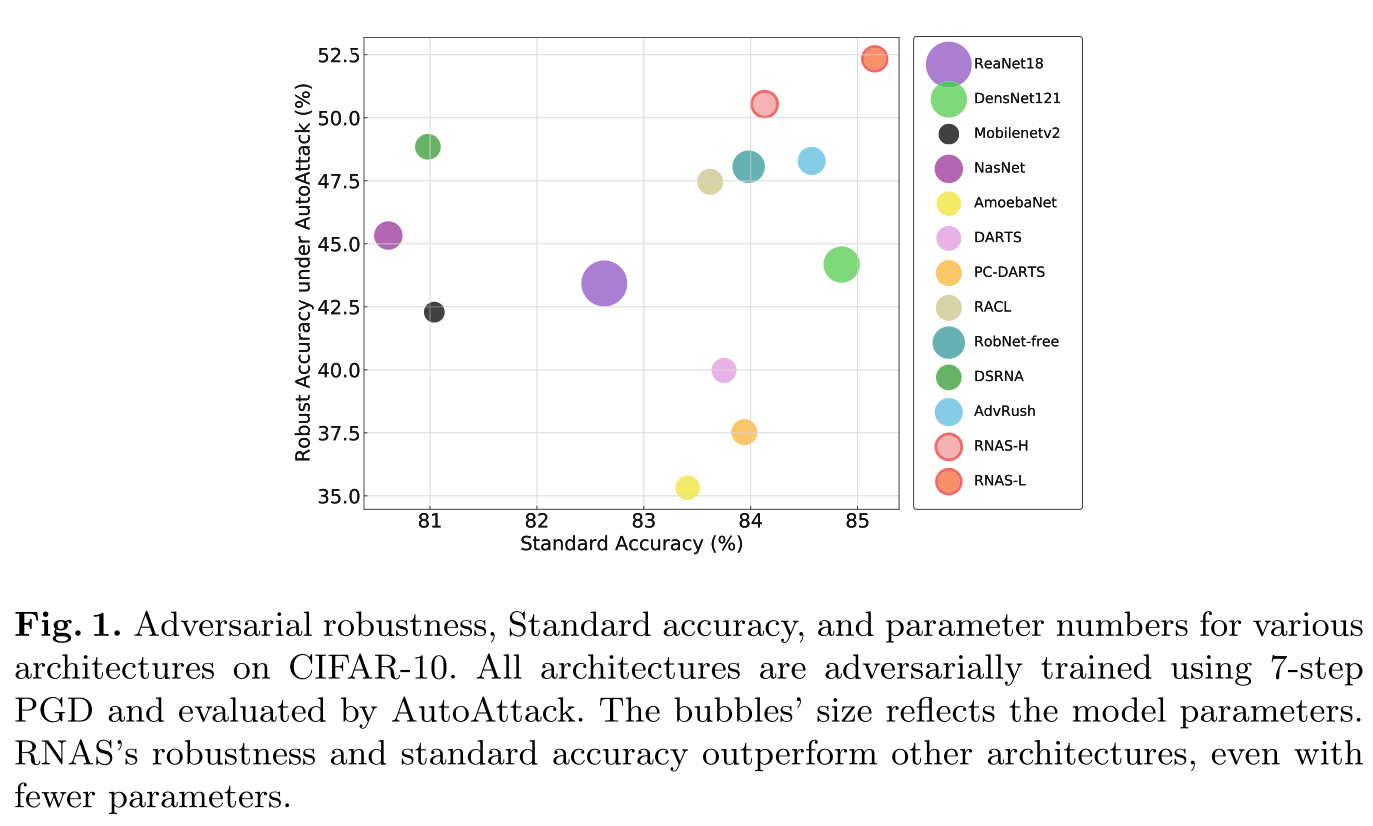 Robust Accuracy under AutoAttack (%)
52.5
50.0
47.5
45.0
42.5
40.0
37.5
35.0
81 82 83 84 85
Standard Accuracy (%)
ReaNet18
DensNet121
Mobilenetv2
NasNet
AmoebaNet
DARTS
PC-DARTS
RACL
RobNet-free
DSRNA
AdvRush
RNAS-H
RNAS-L
Fig. 1. Adversarial robustness, Standard accuracy, and parameter numbers for various
architectures on CIFAR-10. All architectures are adversarially trained using 7-step
PGD and evaluated by AutoAttack. The bubbles’ size reflects the model parameters.
RNAS’s robustness and standard accuracy outperform other architectures, even with
fewer parameters.